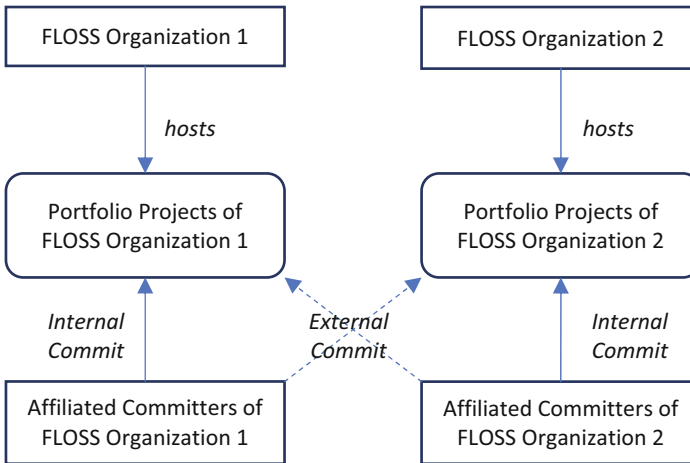 FLOSS Organization 1
FLOSS Organization 2
hosts
hosts
Portfolio Projects of
FLOSS Organization 1
Portfolio Projects of
FLOSS Organization 2
Internal
Commit
External
Commit
Internal
Commit
Affiliated Committers of
FLOSS Organization 1
Affiliated Committers of
FLOSS Organization 2